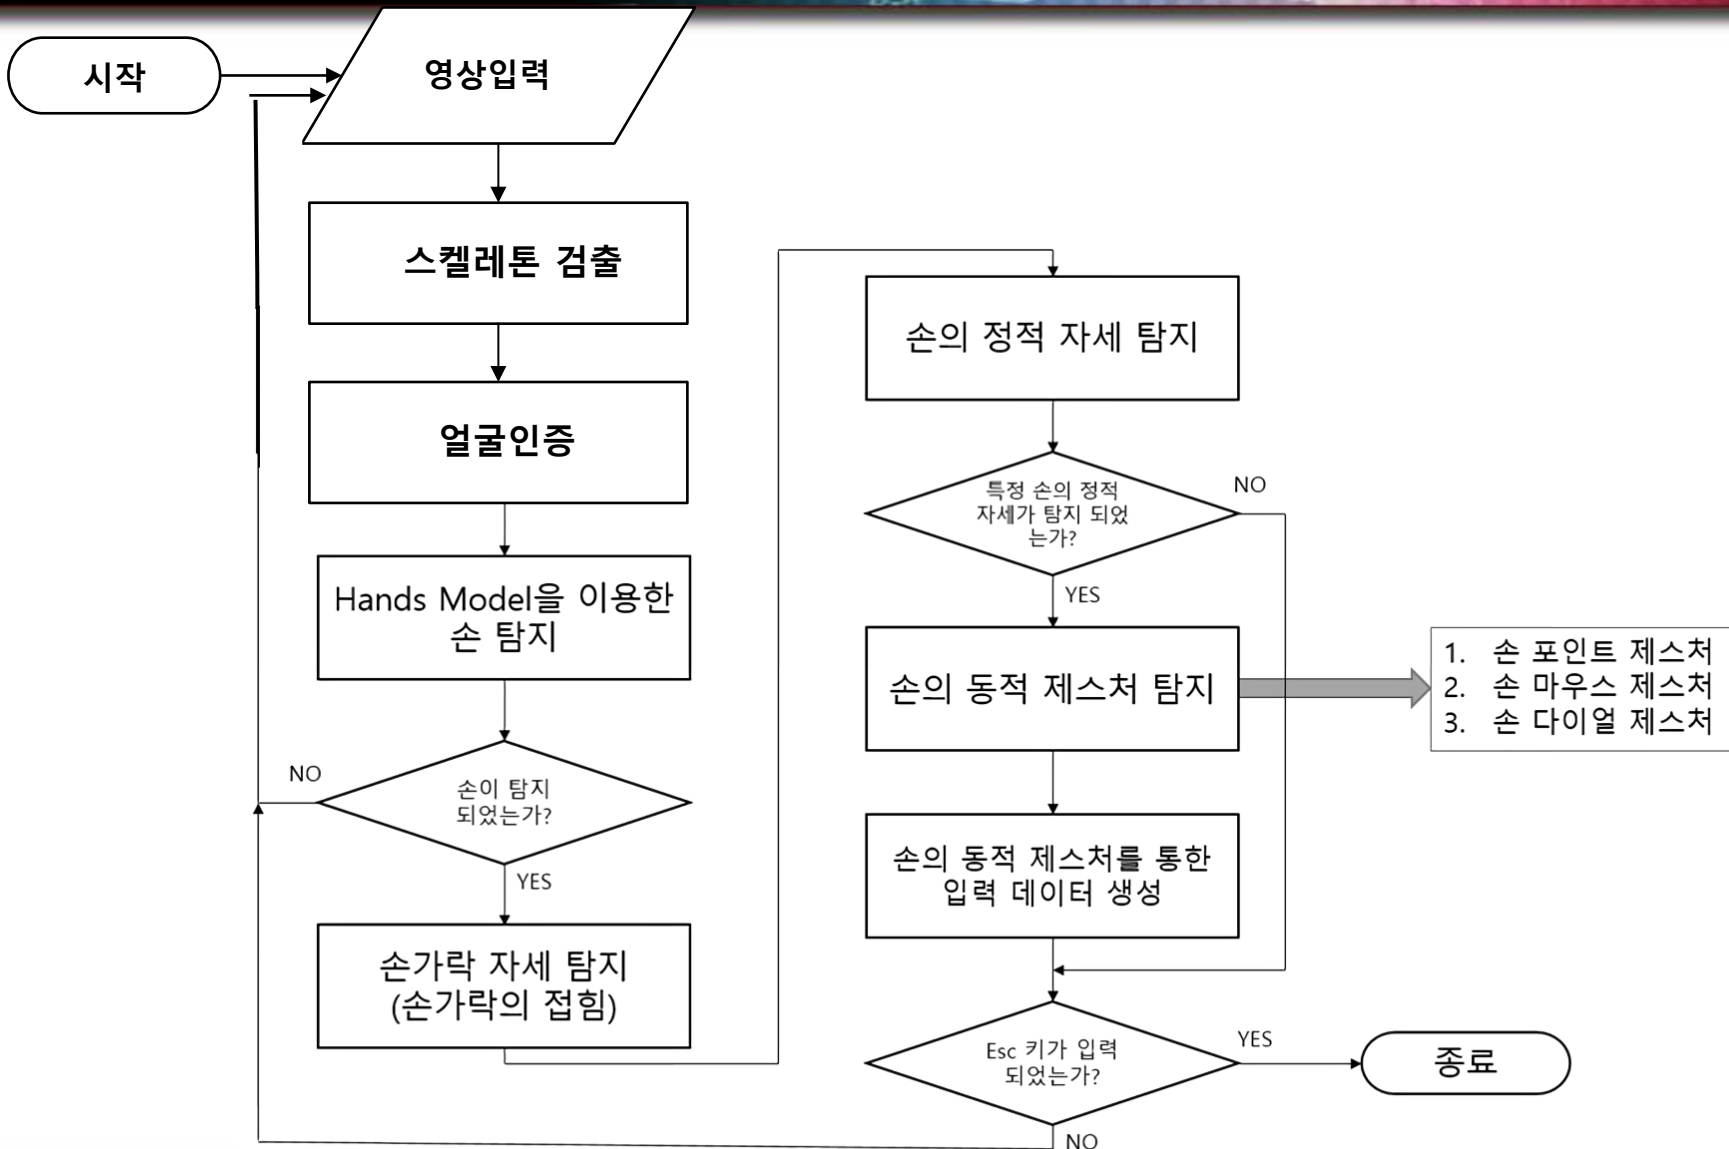 시작
영상입력
스켈레톤 검출
얼굴인증
Hands Model을 이용한
손 탐지
NO
손이 탐지
되었는가?
YES
손가락 자세 탐지
(손가락의 접힘)
손의 정적 자세 탐지
특정 손의 정적
자세가 탐지 되었
는가?
NO
YES
손의 동적 제스처 탐지
1. 손 포인트 제스처
2. 손 마우스 제스처
3. 손 다이얼 제스처
손의 동적 제스처를 통한
입력 데이터 생성
Esc 키가 입력
되었는가?
YES
종료
NO